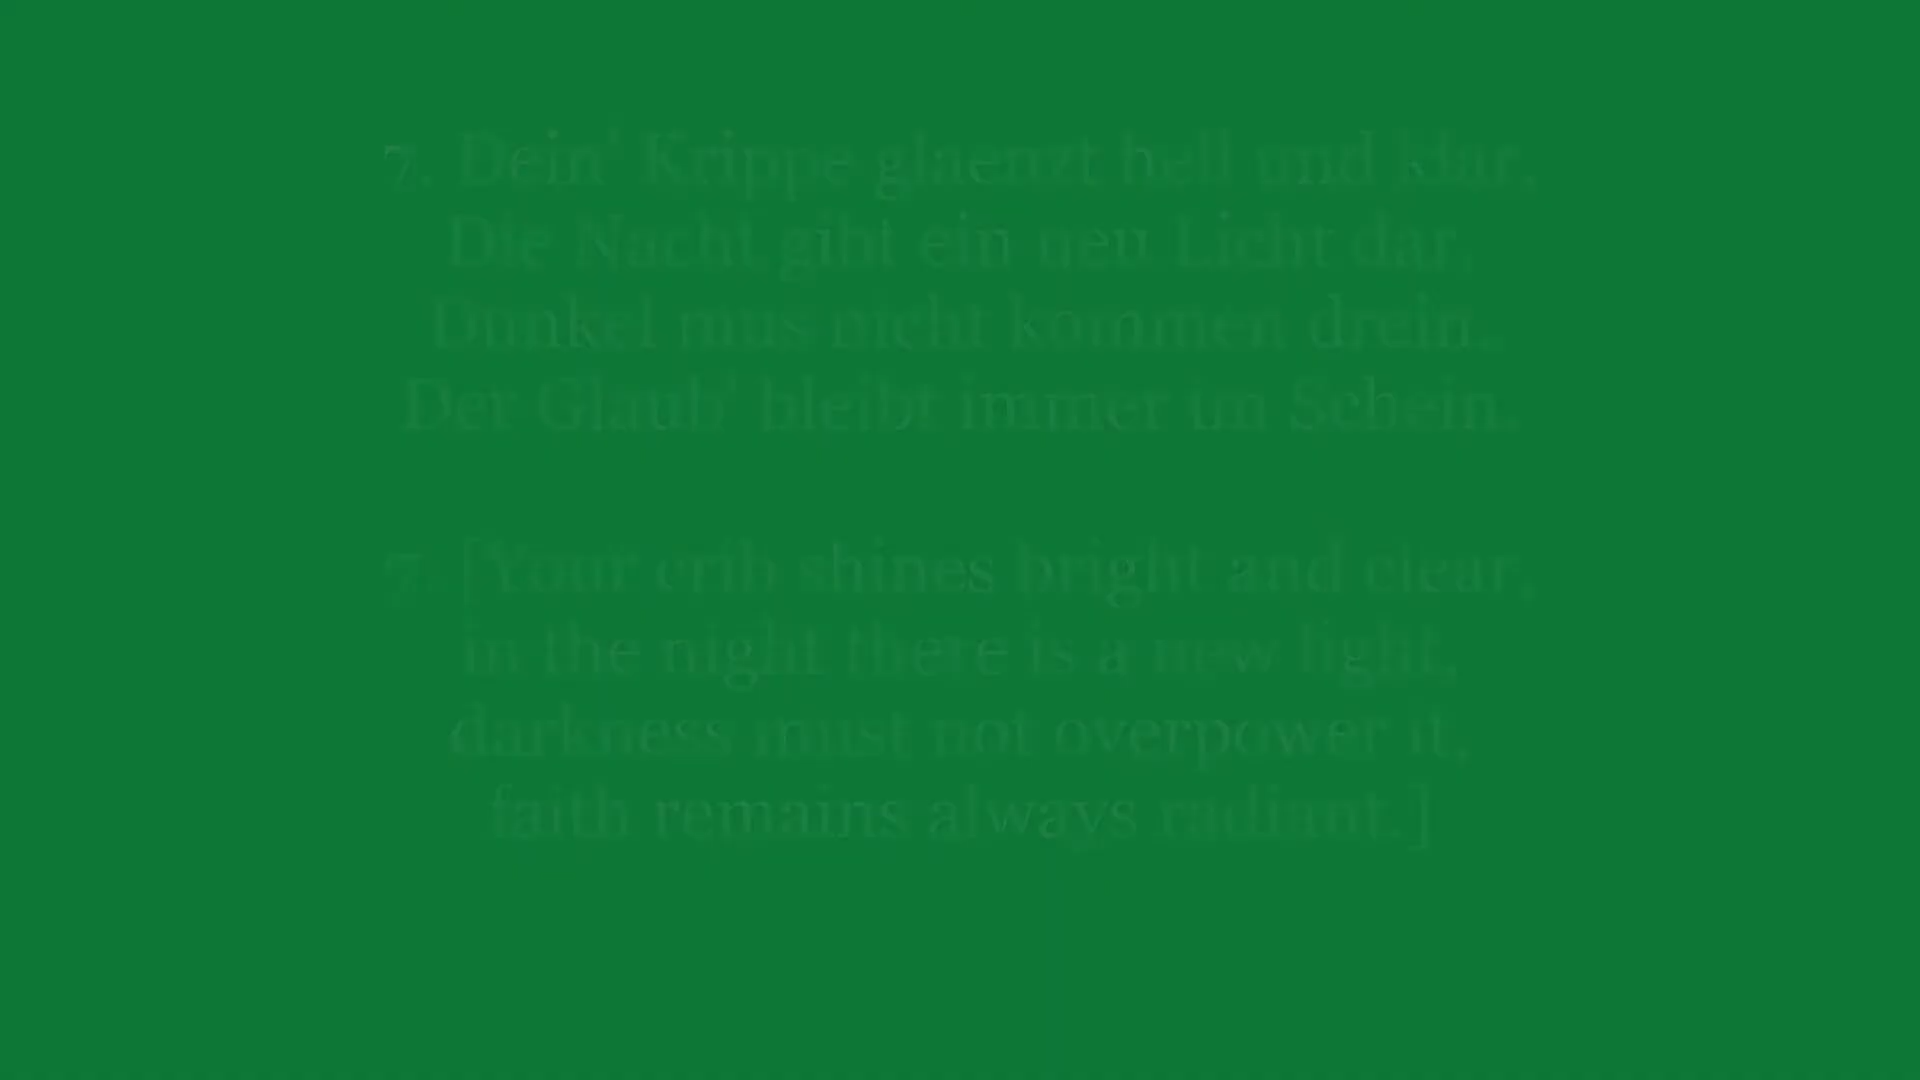 7. Dein' Krippe glaenzt hell und klar,
Die Nacht gibt ein neu Licht dar,
Dunkel mus nicht kommen drein,
Der Glaub' bleibt immer im Schein.
7. [Your crib shines bright and clear,
in the night there is a new light,
darkness must not overpower it,
faith remains always radiant.]